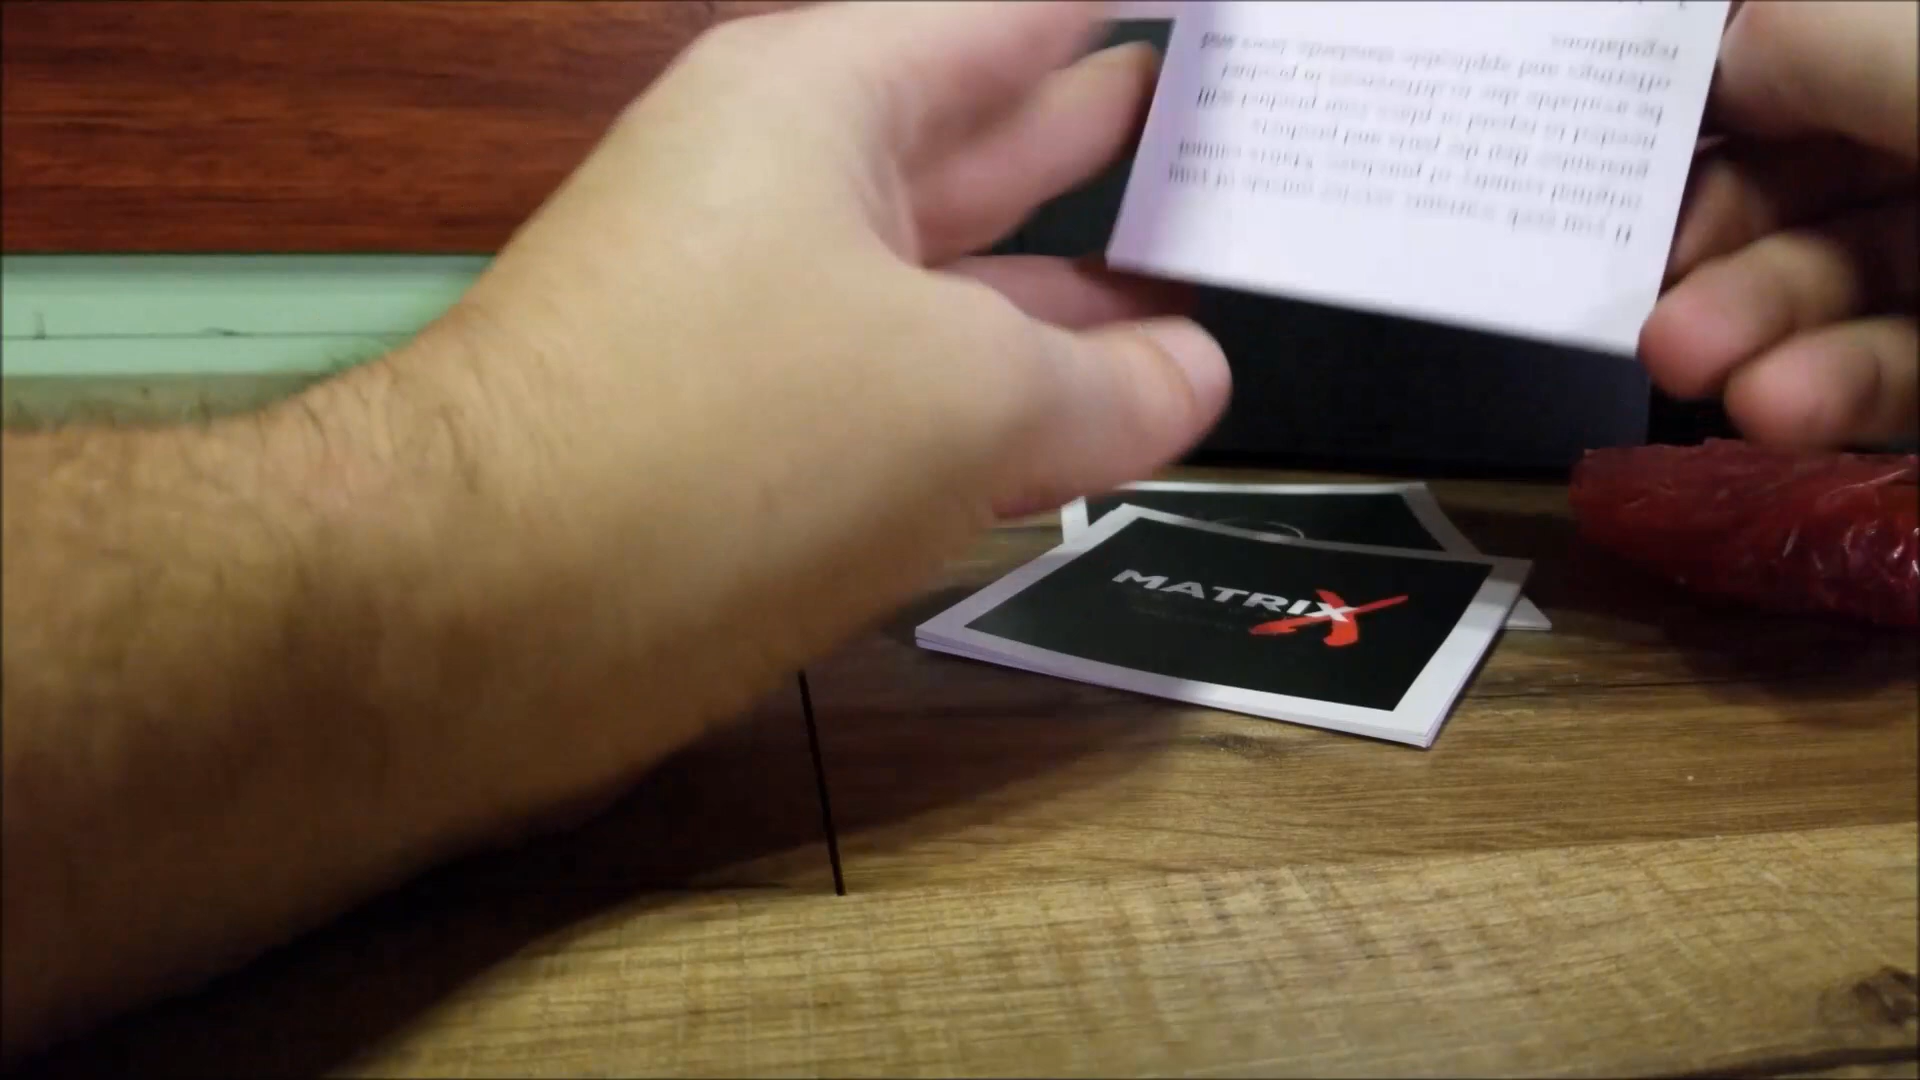 If you seek warranty service outside of your
original country of purchase, cannot
guarantee that the parts and products
needed to repair or place your product will
be available due to differences in product
offerings and applicable standards, laws, and
regulations
MATRIX